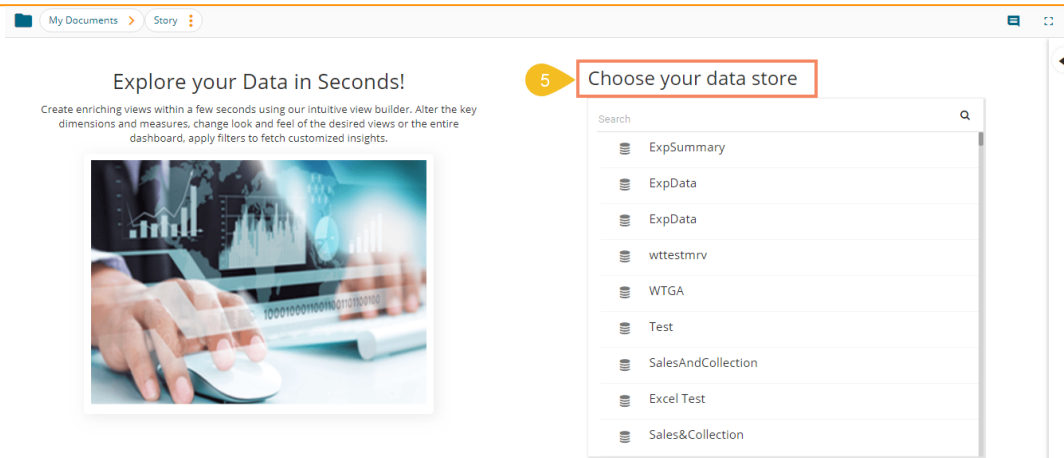 My Documents > Story
Explore your Data in Seconds!
Create enriching views within a few seconds using our intuitive view builder. Alter the key
dimensions and measures, change look and feel of the desired views or the entire
dashboard, apply filters to fetch customized insights.
5
Choose your data store
Search
ExpSummary
ExpData
ExpData
wttestmrv
WTGA
Test
SalesAndCollection
Excel Test
Sales&Collection